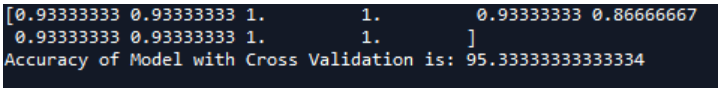 [0.93333333 0.93333333 1.         1.         0.93333333 0.86666667
 0.93333333 0.93333333 1.         1.        ]
Accuracy of Model with Cross Validation is: 95.33333333333334